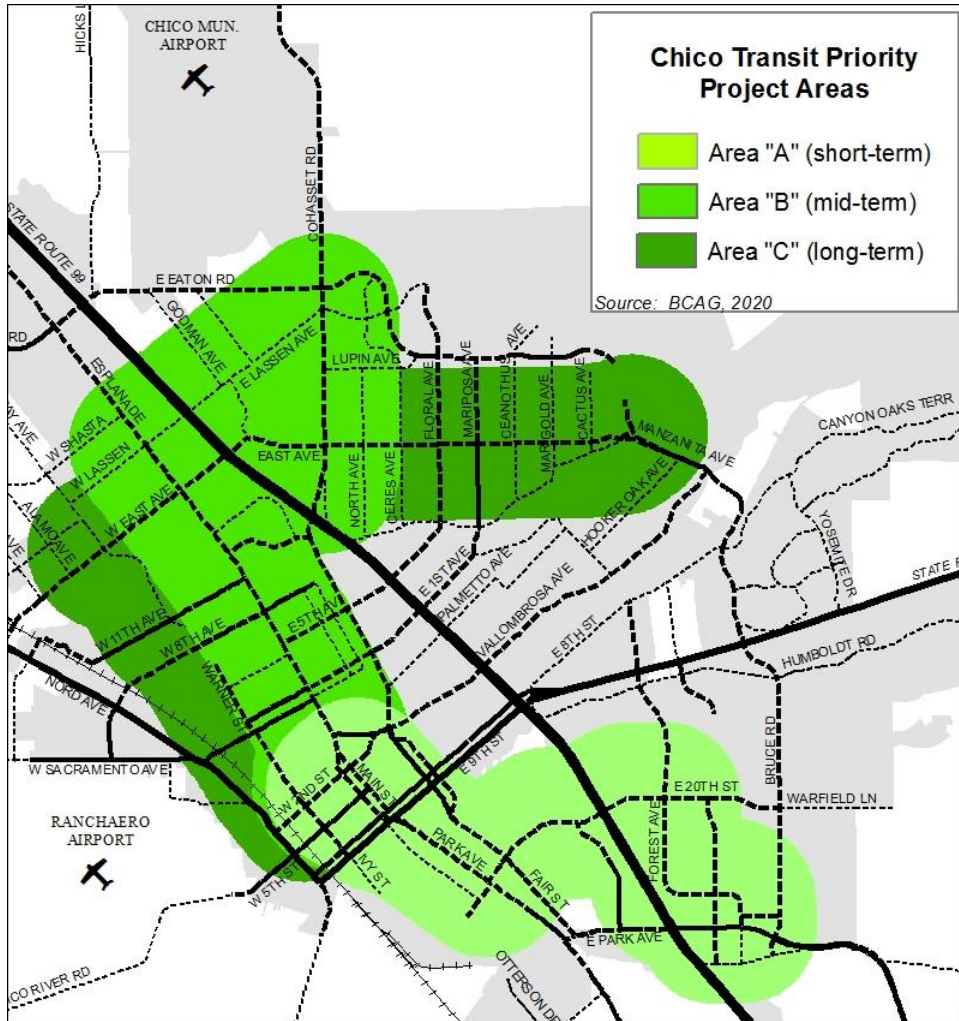 HICKS L
CHICO MUN.
AIRPORT
Chico Transit Priority
Project Areas
Area "A" (short-term)
Area "B" (mid-term)
Area "C" (long-term)
Source: BCAG, 2020
COHASSET RD
STATE ROUTE 99
E EATON RD
GODMAN AVE
E LASSEN AVE
RD
ESPLANADE
LUPIN AVE
FLORAL AVE
MARIPOSA AVE
CEANOTHUS
AVE
MARIGOLD AVE
CACTUS AVE
W SHASTA
W LASSEN
AY AVE
EAST AVE
MANZANITA AVE
CANYON OAKS TERR
W EAST AVE
NORTH AVE
CERES AVE
HOOKER OAK AVE
ALAMO AVE
AVE
YOSEMITE DR
E 1ST AVE
PALMETTO AVE
VALLOMBROSA AVE
E 5TH AVE
W 11TH AVE
W 8TH AVE
E 8TH ST
STATE R
HUMBOLDT RD
WARNER ST
NORD AVE
W SACRAMENTO AVE
E 9TH ST
W 2ND ST
MAIN ST
BRUCE RD
E 20TH ST
WARFIELD LN
RANCHAERO
AIRPORT
PARK AVE
FOREST AVE
IVY ST
FAIR ST
W 5TH ST
E PARK AVE
OTTERSON DR
CO RIVER RD